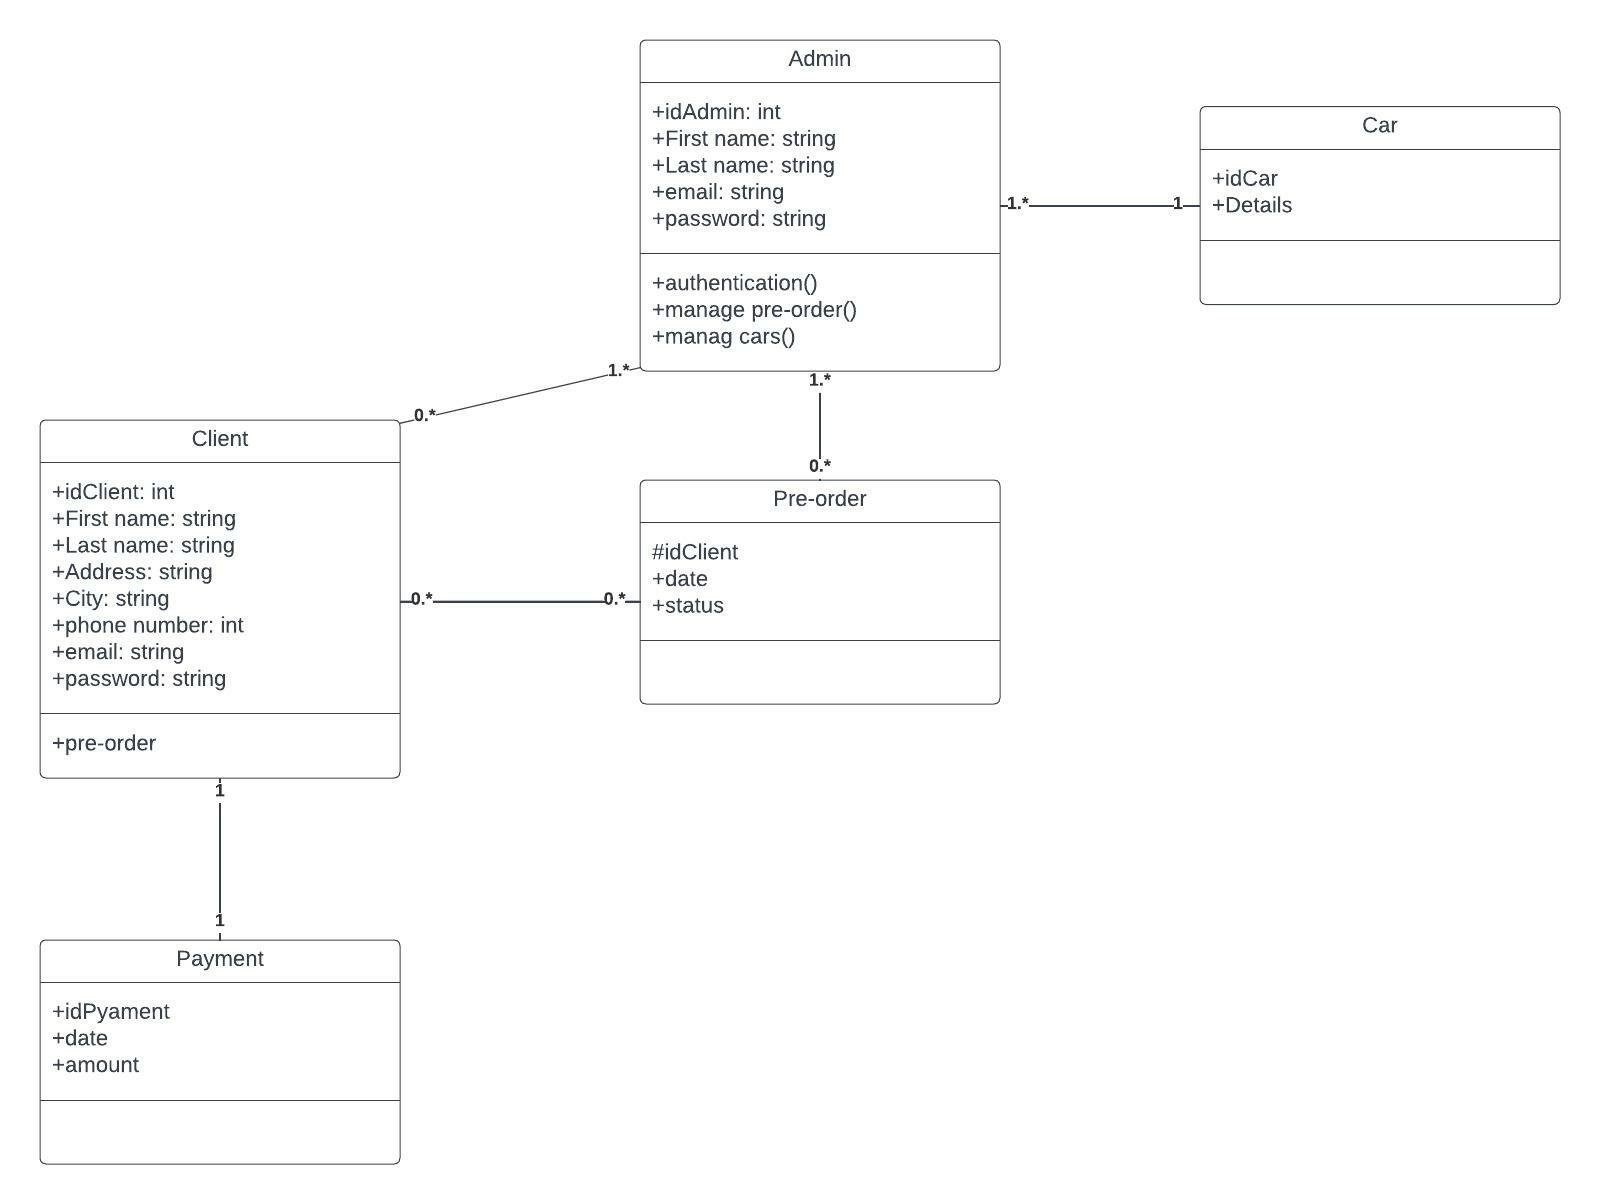 Admin
+idAdmin: int
+First name: string
+Last name: string
+email: string
+password: string
+authentication()
+manage pre-order()
+manag cars()
Car
+idCar
+Details
1.*
1
1.*
0.*
1.*
0.*
Client
+idClient: int
+First name: string
+Last name: string
+Address: string
+City: string
+phone number: int
+email: string
+password: string
+pre-order
0.*
0.*
Pre-order
#idClient
+date
+status
1
1
Payment
+idPyament
+date
+amount